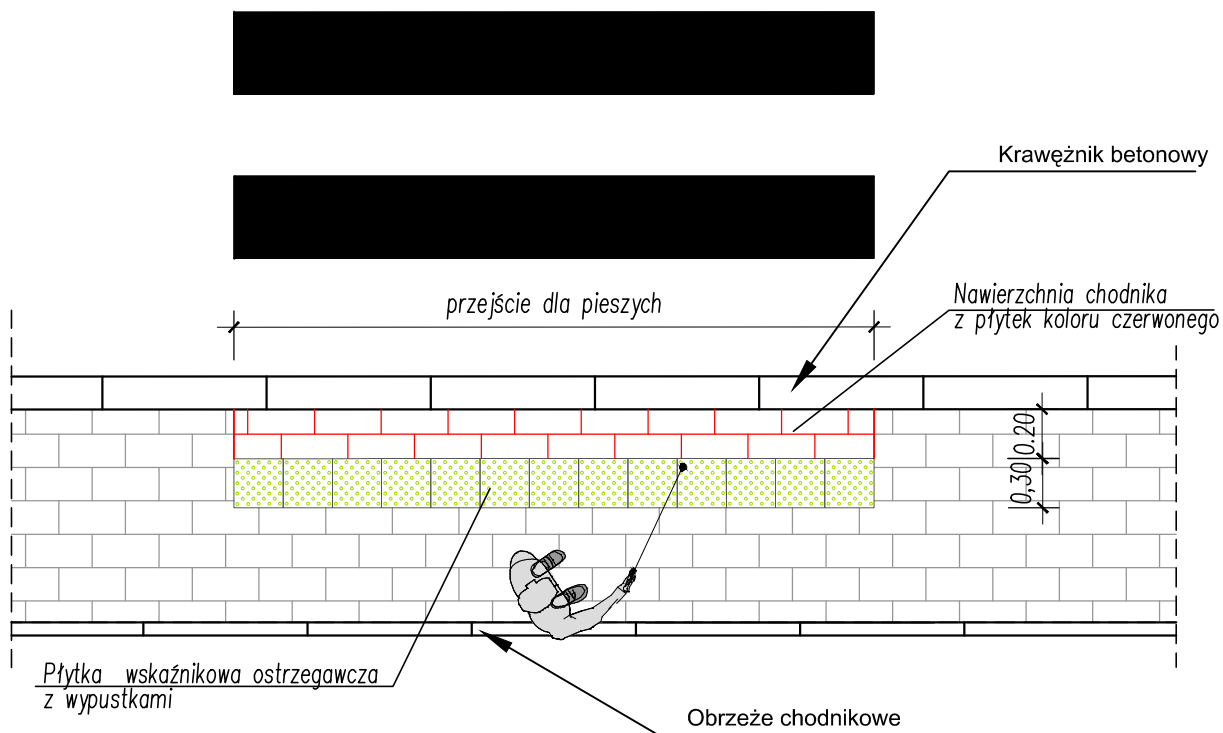 Krawężnik betonowy
przejście dla pieszych
Nawierzchnia chodnika
z płytek koloru czerwonego
0.20
0,30
Płytka wskaźnikowa ostrzegawcza
z wypustkami
Obrzeże chodnikowe